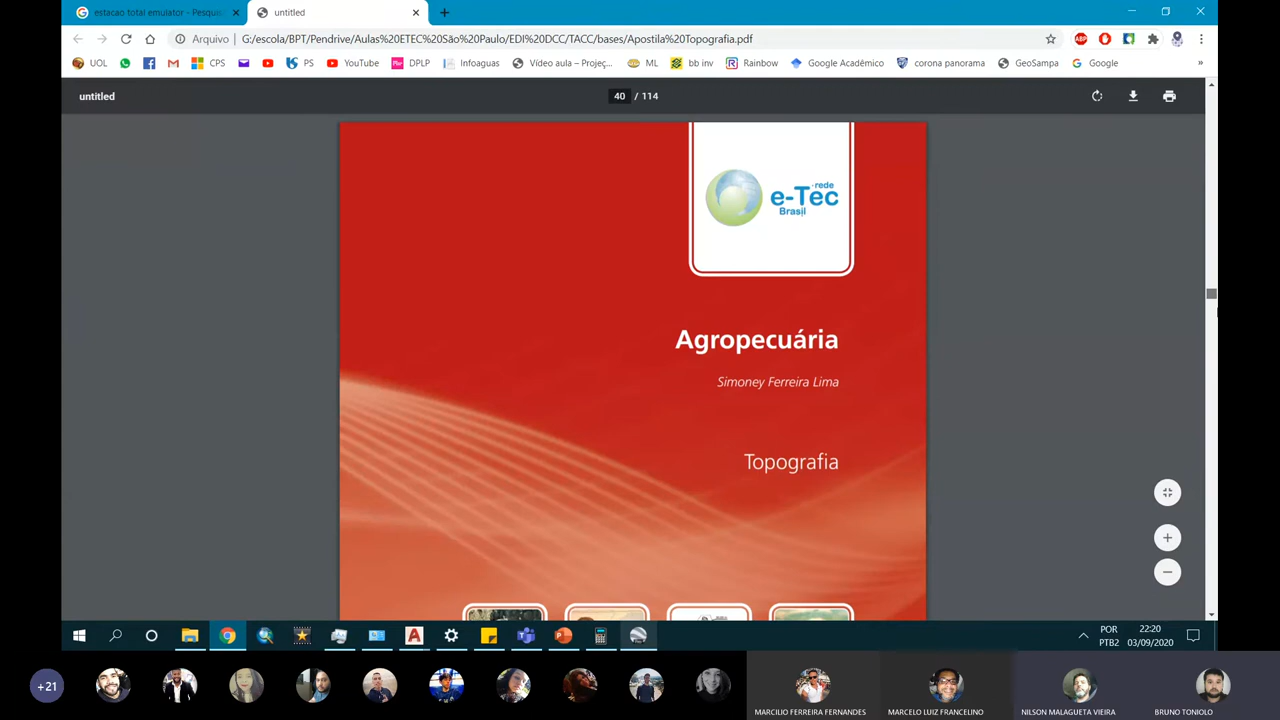 estacao total emulator - Pesqui
untitled
Arquivo
G:/escola/BPT/Pendrive/Aulas%20ETEC%20São%20Paulo/EDI%20DCC/TACC/bases/Apostila%20Topografia.pdf
ABP
UOL
CPS
YouTube
PS
DPLP
Infoaguas
Vídeo aula – Projeç...
ML
bb inv
Rainbow
Google Acadêmico
corona panorama
GeoSampa
Google
»
untitled
40 / 114
rede
e-Tec
Brasil
Agropecuária
Simoney Ferreira Lima
Topografia
POR
PTB2
22:20
03/09/2020
+21
MARCILIO FERREIRA FERNANDES
MARCELO LUIZ FRANCELINO
NILSON MALAGUETA VIEIRA
BRUNO TONIOLO